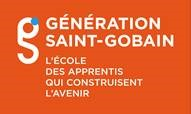 GÉNÉRATION
SAINT-GOBAIN
L'ÉCOLE
DES APPRENTIS
QUI CONSTRUISENT
L'AVENIR